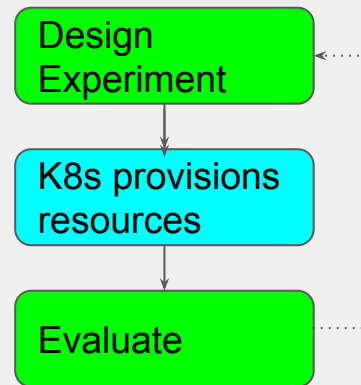 Design
Experiment
K8s provisions
resources
Evaluate